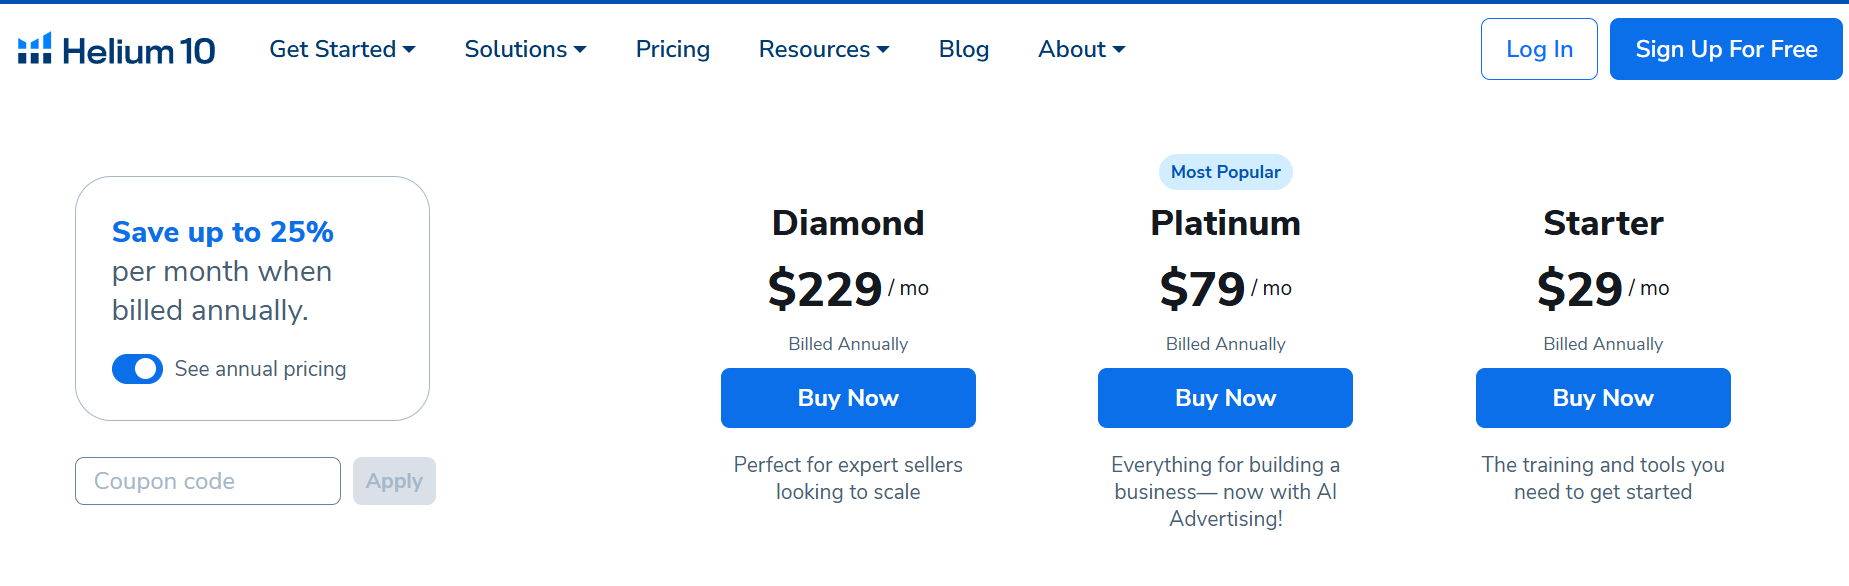 Helium 10
Get Started
Solutions
Pricing
Resources
Blog
About
Log In
Sign Up For Free
Save up to 25%
per month when
billed annually.
See annual pricing
Coupon code
Apply
Diamond
$229 / mo
Billed Annually
Buy Now
Perfect for expert sellers
looking to scale
Most Popular
Platinum
$79 / mo
Billed Annually
Buy Now
Everything for building a
business— now with AI
Advertising!
Starter
$29 / mo
Billed Annually
Buy Now
The training and tools you
need to get started